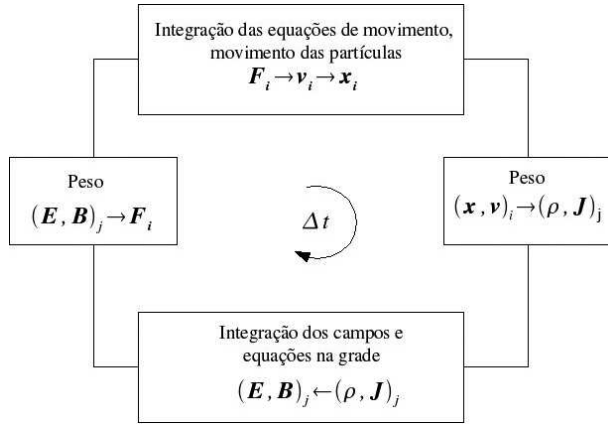 Integração das equações de movimento,
movimento das partículas
F_i → v_i → x_i
Peso
(E, B)_j → F_i
Peso
(x, v)_i → (ρ, J)_j
Δt
Integração dos campos e
equações na grade
(E, B)_j ← (ρ, J)_j